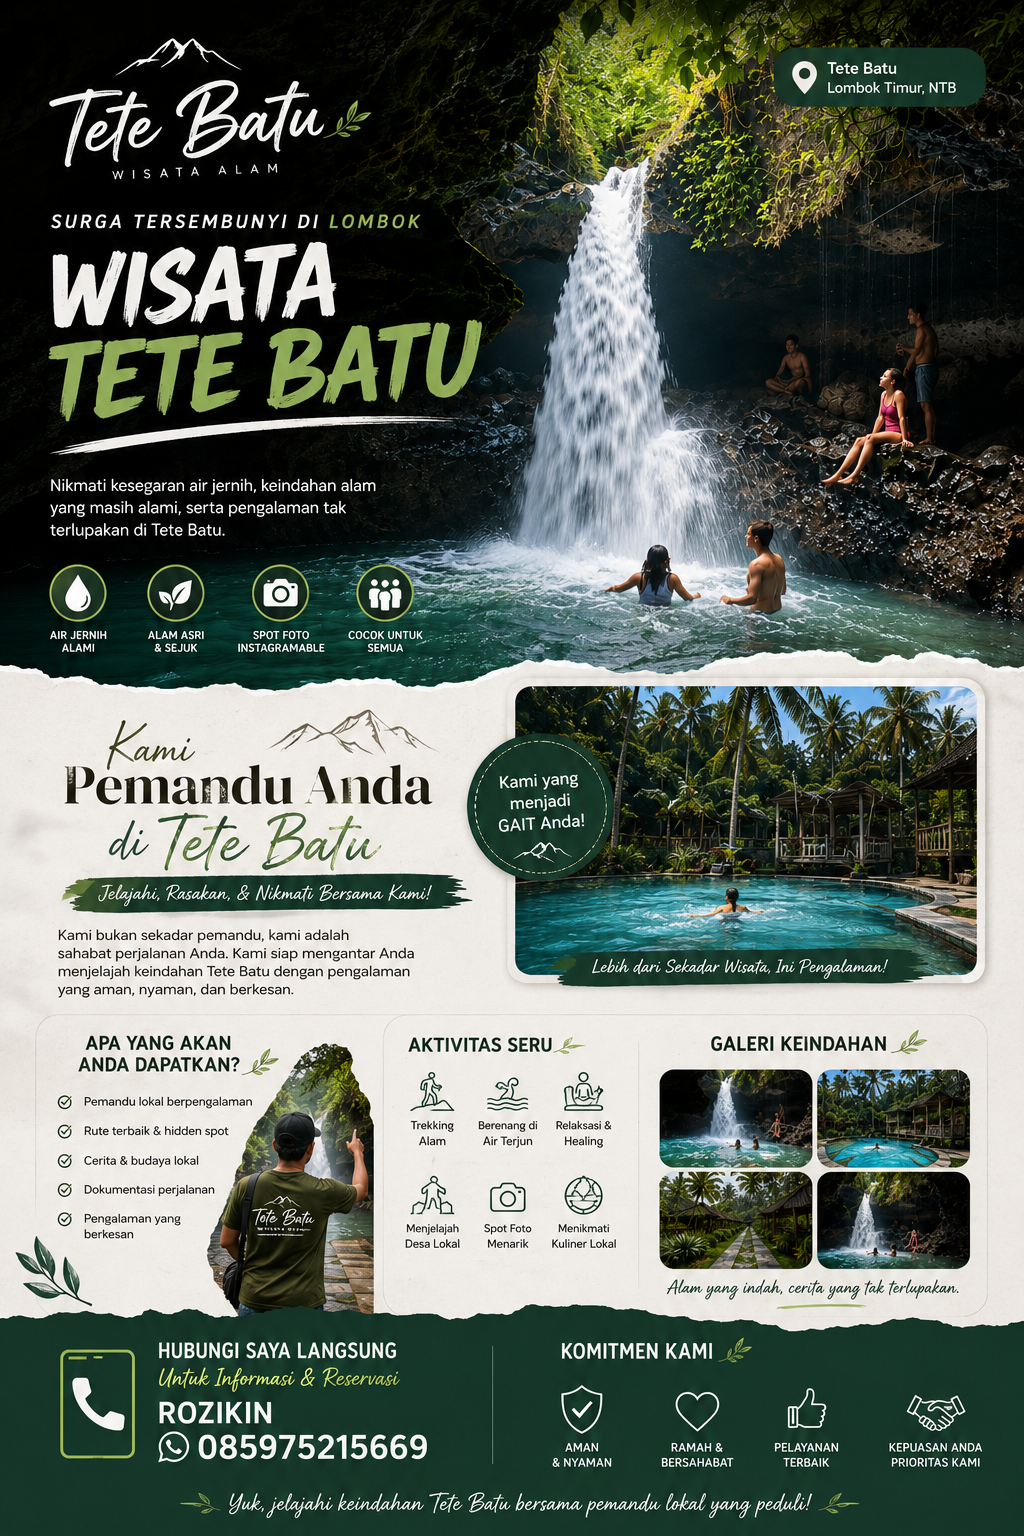 Tete Batu
WISATA ALAM
Tete Batu
Lombok Timur, NTB
SURGA TERSEMBUNYI DI LOMBOK
WISATA
TETE BATU
Nikmati kesegaran air jernih, keindahan alam
yang masih alami, serta pengalaman tak
terlupakan di Tete Batu.
AIR JERNIH
ALAMI
ALAM ASRI
& SEJUK
SPOT FOTO
INSTAGRAMABLE
COCOK UNTUK
SEMUA
Kami
Pemandu Anda
di Tete Batu
Jelajahi, Rasakan, & Nikmati Bersama Kami!
Kami bukan sekadar pemandu, kami adalah
sahabat perjalanan Anda. Kami siap mengantar Anda
menjelajah keindahan Tete Batu dengan pengalaman
yang aman, nyaman, dan berkesan.
Kami yang
menjadi
GAIT Anda!
Lebih dari Sekadar Wisata, Ini Pengalaman!
APA YANG AKAN
ANDA DAPATKAN?
Pemandu lokal berpengalaman
Rute terbaik & hidden spot
Cerita & budaya lokal
Dokumentasi perjalanan
Pengalaman yang
berkesan
Tete Batu
AKTIVITAS SERU
Trekking
Alam
Berenang di
Air Terjun
Relaksasi &
Healing
Menjelajah
Desa Lokal
Spot Foto
Menarik
Menikmati
Kuliner Lokal
GALERI KEINDAHAN
Alam yang indah, cerita yang tak terlupakan.
HUBUNGI SAYA LANGSUNG
Untuk Informasi & Reservasi
ROZIKIN
085975215669
KOMITMEN KAMI
AMAN
& NYAMAN
RAMAH &
BERSAHABAT
PELAYANAN
TERBAIK
KEPUASAN ANDA
PRIORITAS KAMI
Yuk, jelajahi keindahan Tete Batu bersama pemandu lokal yang peduli!